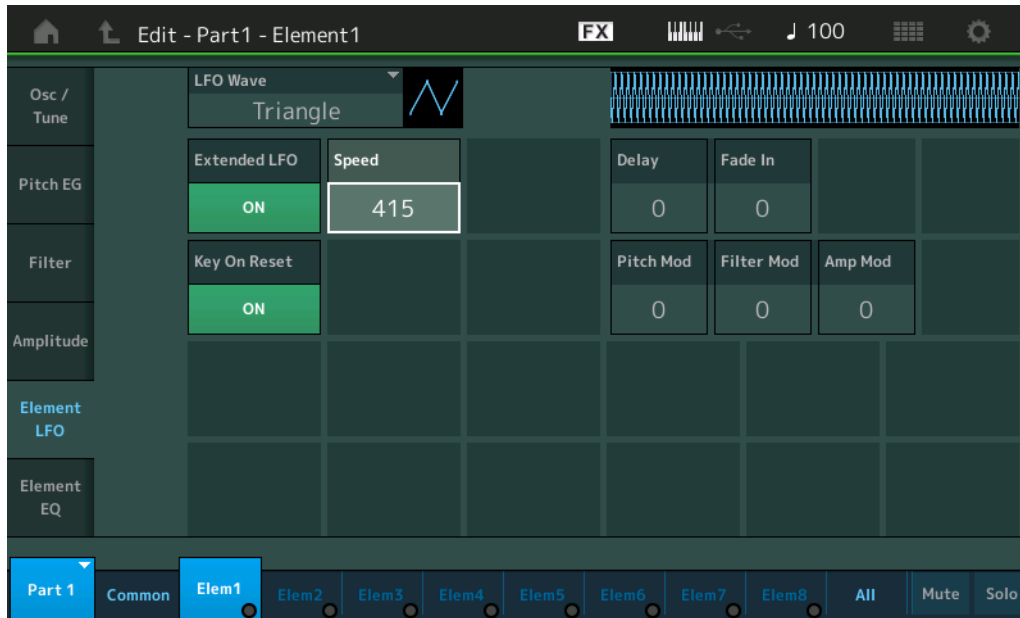 Edit - Part1 - Element1
FX
♩ 100
Osc /
Tune
Pitch EG
Filter
Amplitude
Element
LFO
Element
EQ
LFO Wave
Triangle
Extended LFO
ON
Speed
415
Delay
0
Fade In
0
Key On Reset
ON
Pitch Mod
0
Filter Mod
0
Amp Mod
0
Part 1
Common
Elem1
Elem2
Elem3
Elem4
Elem5
Elem6
Elem7
Elem8
All
Mute
Solo